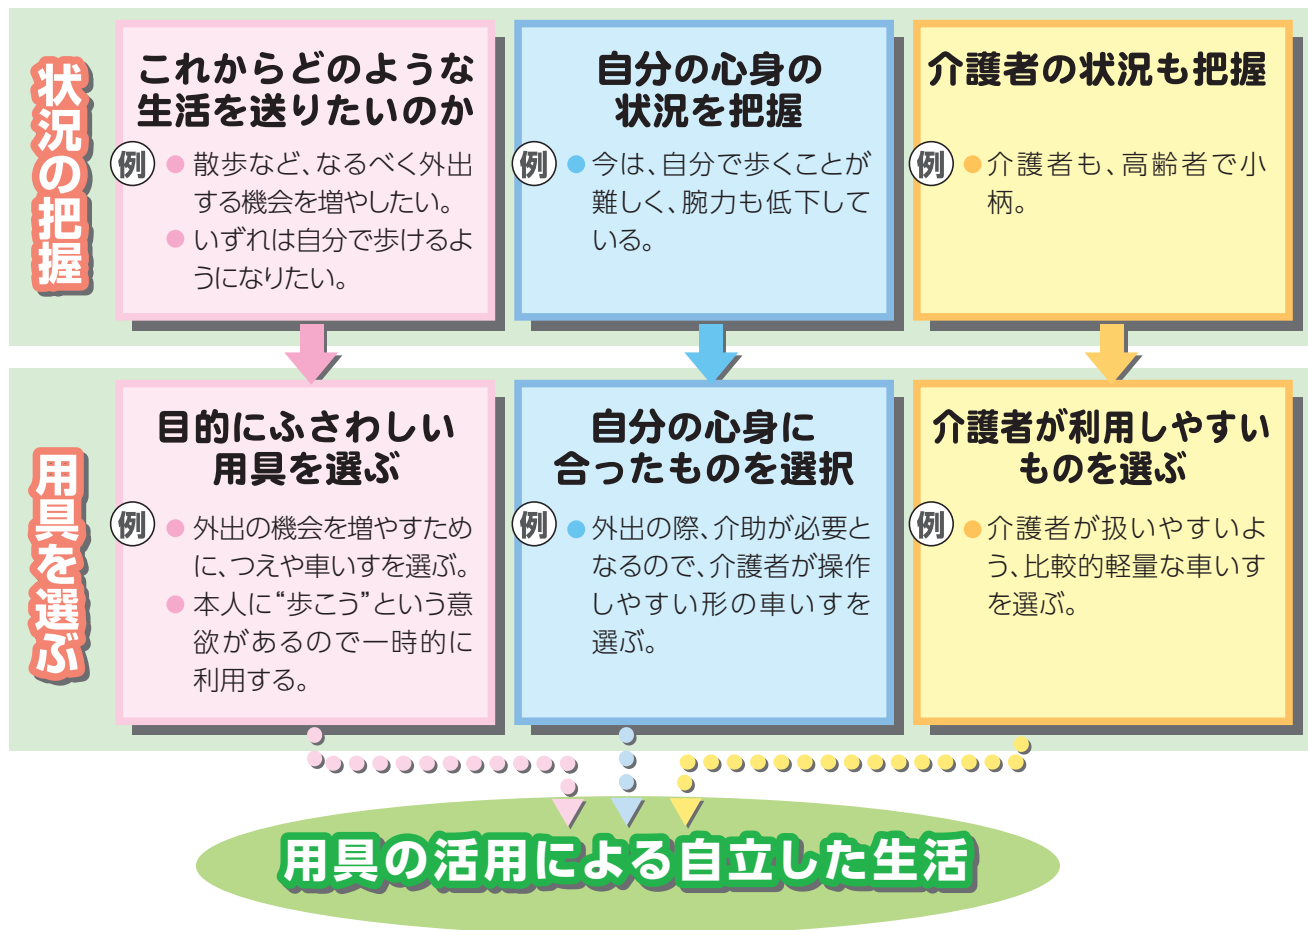 状況の把握
これからどのような
生活を送りたいのか
例
●散歩など、なるべく外出
する機会を増やしたい。
●いずれは自分で歩けるよ
うになりたい。
自分の心身の
状況を把握
例
●今は、自分で歩くことが
難しく、腕力も低下して
いる。
介護者の状況も把握
例
●介護者も、高齢者で小
柄。
用具を選ぶ
目的にふさわしい
用具を選ぶ
例
●外出の機会を増やすため
に、つえや車いすを選ぶ。
●本人に“歩こう”という意
欲があるので一時的に
利用する。
自分の心身に
合ったものを選択
例
●外出の際、介助が必要と
なるので、介護者が操作
しやすい形の車いすを
選ぶ。
介護者が利用しやすい
ものを選ぶ
例
●介護者が扱いやすいよ
う、比較的軽量な車いす
を選ぶ。
用具の活用による自立した生活